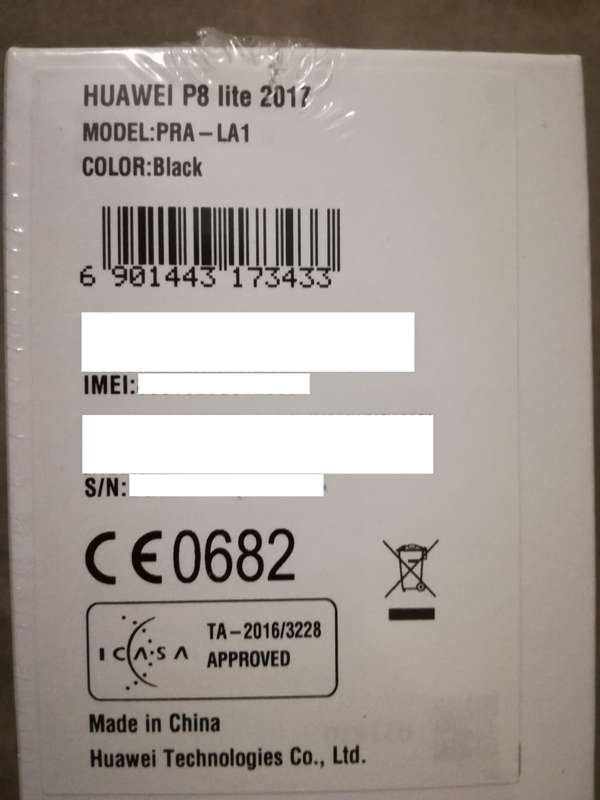 HUAWEI P8 lite 2017
MODEL:PRA-LA1
COLOR:Black
6 901443 173433
IMEI:
S/N:
CE0682
ICASA
TA-2016/3228
APPROVED
Made in China
Huawei Technologies Co., Ltd.